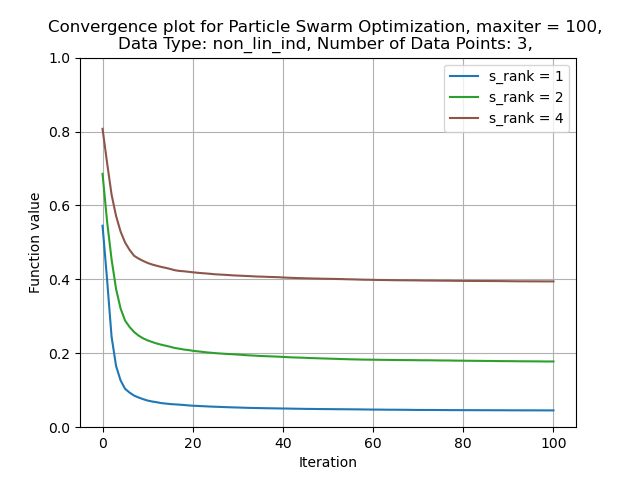 Convergence plot for Particle Swarm Optimization, maxiter = 100,
Data Type: non_lin_ind, Number of Data Points: 3,
1.0
0.8
0.6
0.4
0.2
0.0
Function value
s_rank = 1
s_rank = 2
s_rank = 4
0 20 40 60 80 100
Iteration